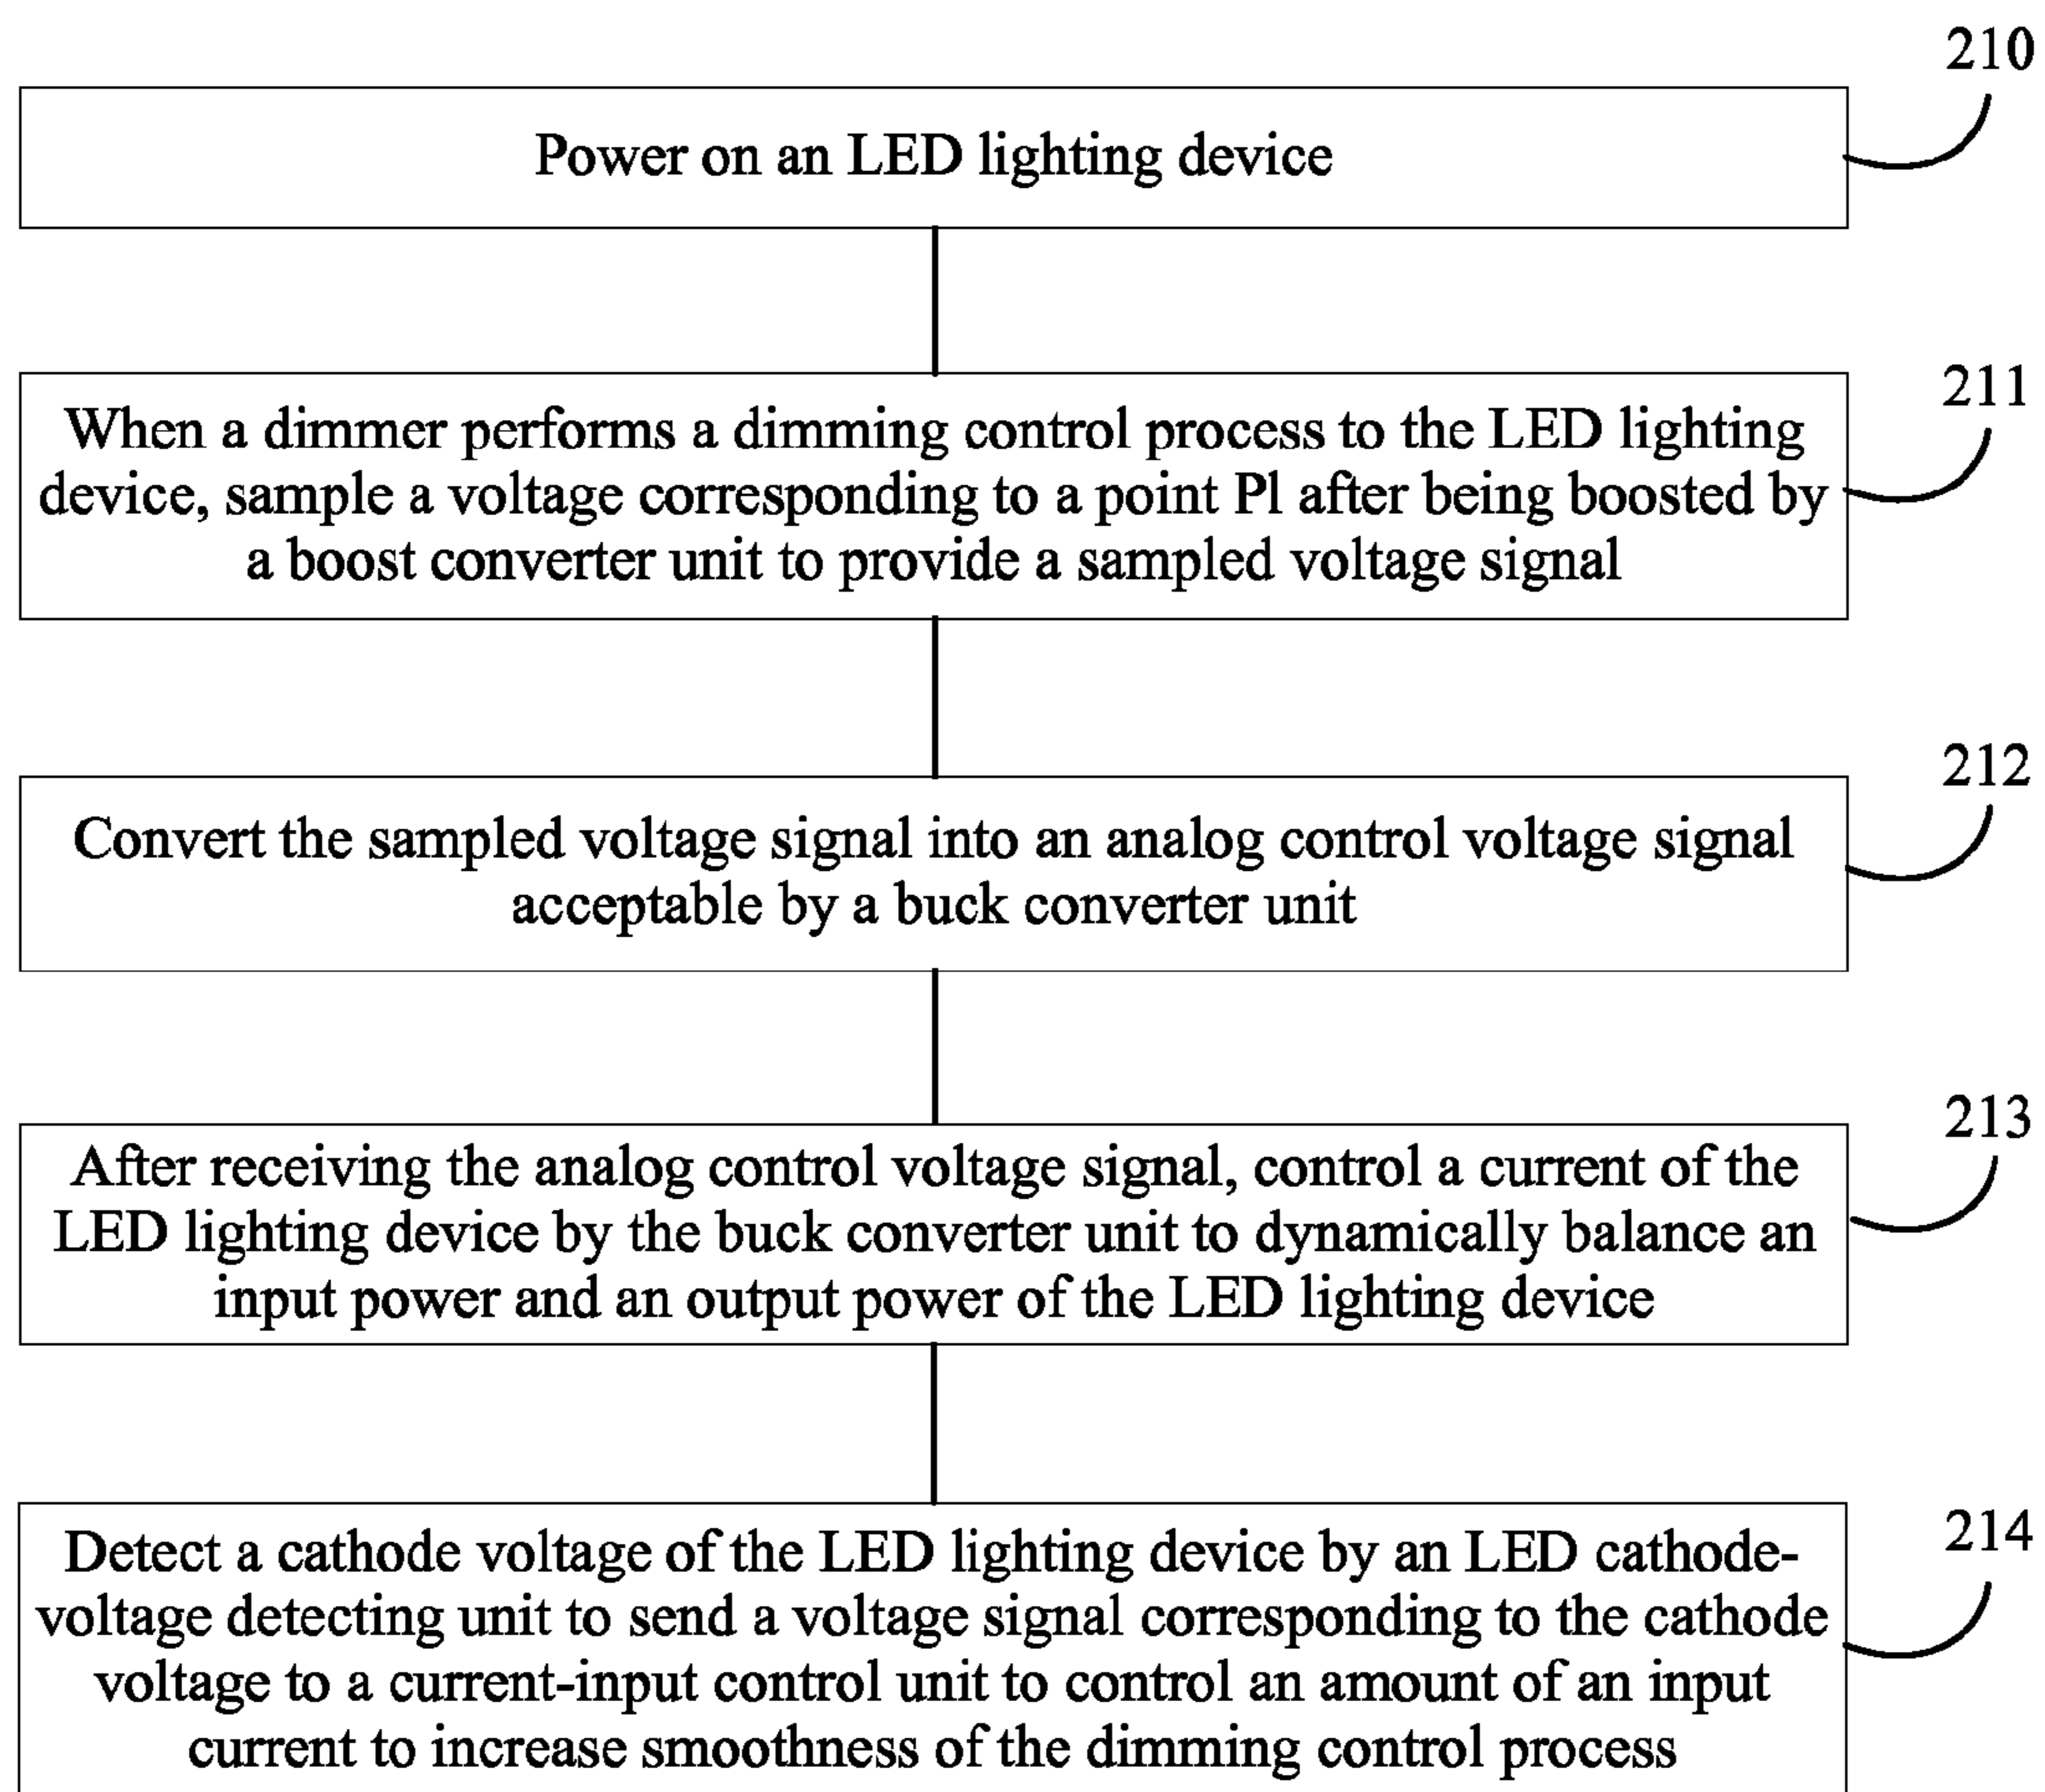 210
Power on an LED lighting device
211
When a dimmer performs a dimming control process to the LED lighting
device, sample a voltage corresponding to a point Pl after being boosted by
a boost converter unit to provide a sampled voltage signal
212
Convert the sampled voltage signal into an analog control voltage signal
acceptable by a buck converter unit
213
After receiving the analog control voltage signal, control a current of the
LED lighting device by the buck converter unit to dynamically balance an
input power and an output power of the LED lighting device
214
Detect a cathode voltage of the LED lighting device by an LED cathode-
voltage detecting unit to send a voltage signal corresponding to the cathode
voltage to a current-input control unit to control an amount of an input
current to increase smoothness of the dimming control process